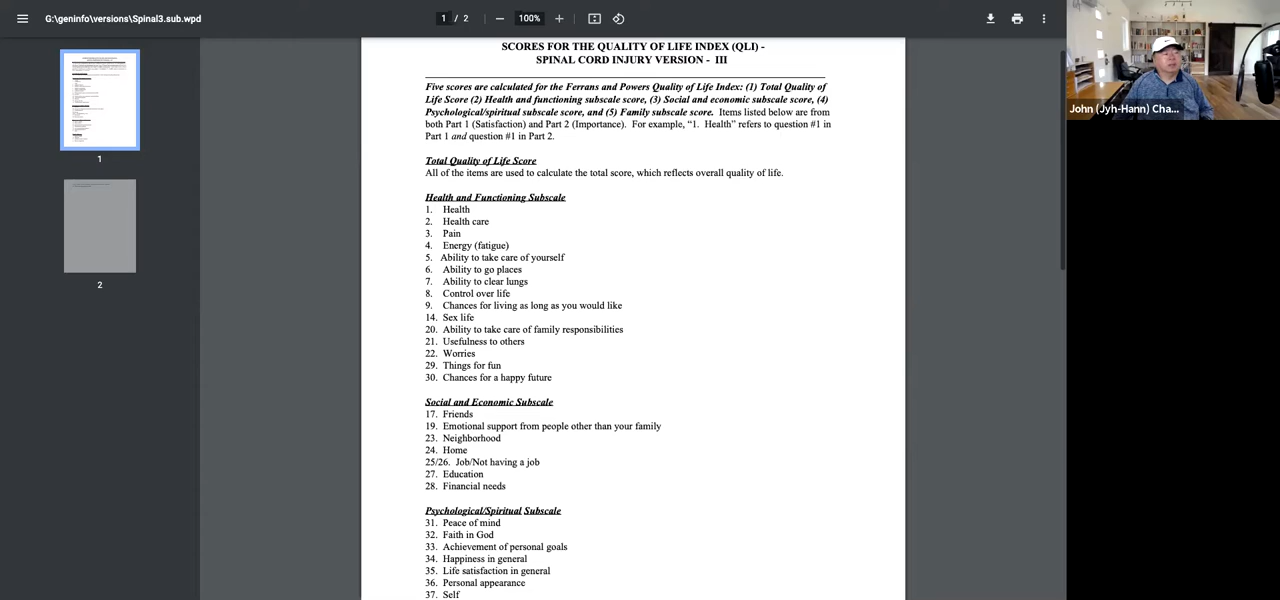 G:\geninfo\versions\Spinal3.sub.wpd
1 / 2
100%
SCORES FOR THE QUALITY OF LIFE INDEX (QLI) -
SPINAL CORD INJURY VERSION - III
Five scores are calculated for the Ferrans and Powers Quality of Life Index: (1) Total Quality of
Life Score (2) Health and functioning subscale score, (3) Social and economic subscale score, (4)
Psychological/spiritual subscale score, and (5) Family subscale score. Items listed below are from
both Part 1 (Satisfaction) and Part 2 (Importance). For example, “1. Health” refers to question #1 in
Part 1 and question #1 in Part 2.
Total Quality of Life Score
All of the items are used to calculate the total score, which reflects overall quality of life.
Health and Functioning Subscale
1. Health
2. Health care
3. Pain
4. Energy (fatigue)
5. Ability to take care of yourself
6. Ability to go places
7. Ability to clear lungs
8. Control over life
9. Chances for living as long as you would like
14. Sex life
20. Ability to take care of family responsibilities
21. Usefulness to others
22. Worries
29. Things for fun
30. Chances for a happy future
Social and Economic Subscale
17. Friends
19. Emotional support from people other than your family
23. Neighborhood
24. Home
25/26. Job/Not having a job
27. Education
28. Financial needs
Psychological/Spiritual Subscale
31. Peace of mind
32. Faith in God
33. Achievement of personal goals
34. Happiness in general
35. Life satisfaction in general
36. Personal appearance
37. Self
1
2
John (Jyh-Hann) Cha...